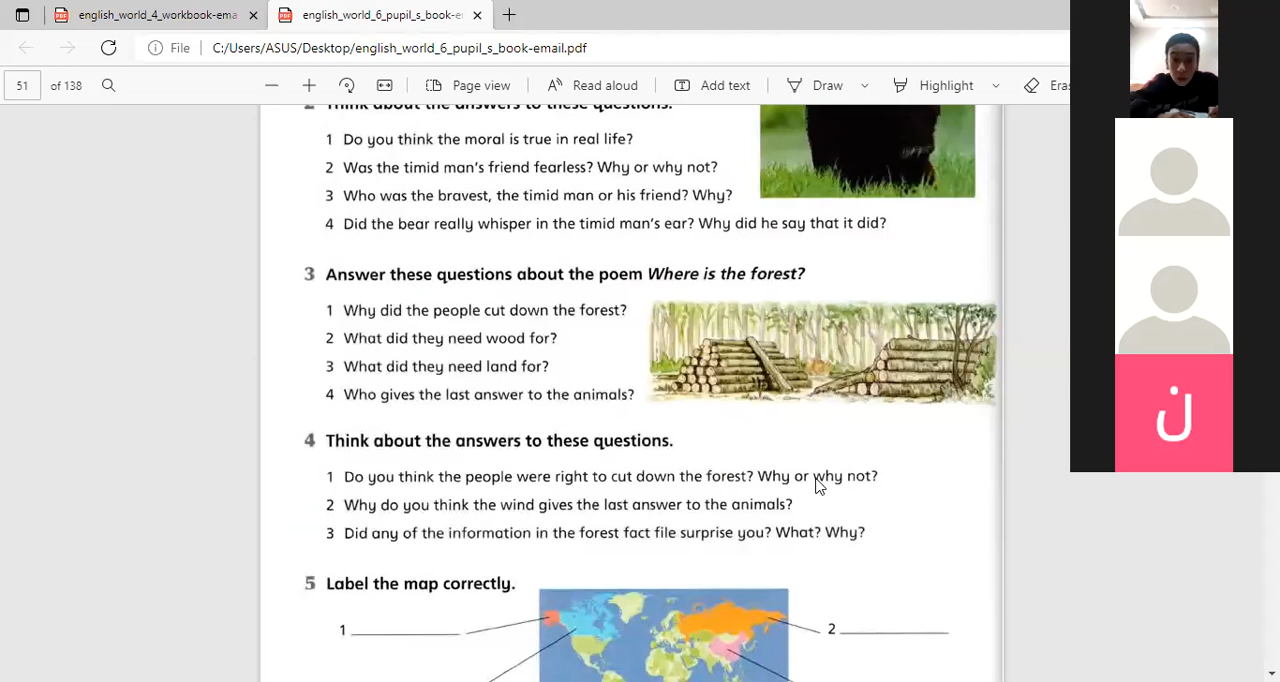 english_world_4_workbook-ema
english_world_6_pupil_s_book-e
File
C:/Users/ASUS/Desktop/english_world_6_pupil_s_book-email.pdf
51 of 138
Page view
Read aloud
Add text
Draw
Highlight
Eras
2 Think about the answers to these questions.
1 Do you think the moral is true in real life?
2 Was the timid man's friend fearless? Why or why not?
3 Who was the bravest, the timid man or his friend? Why?
4 Did the bear really whisper in the timid man's ear? Why did he say that it did?
3 Answer these questions about the poem Where is the forest?
1 Why did the people cut down the forest?
2 What did they need wood for?
3 What did they need land for?
4 Who gives the last answer to the animals?
4 Think about the answers to these questions.
1 Do you think the people were right to cut down the forest? Why or why not?
2 Why do you think the wind gives the last answer to the animals?
3 Did any of the information in the forest fact file surprise you? What? Why?
5 Label the map correctly.
1
2
ن